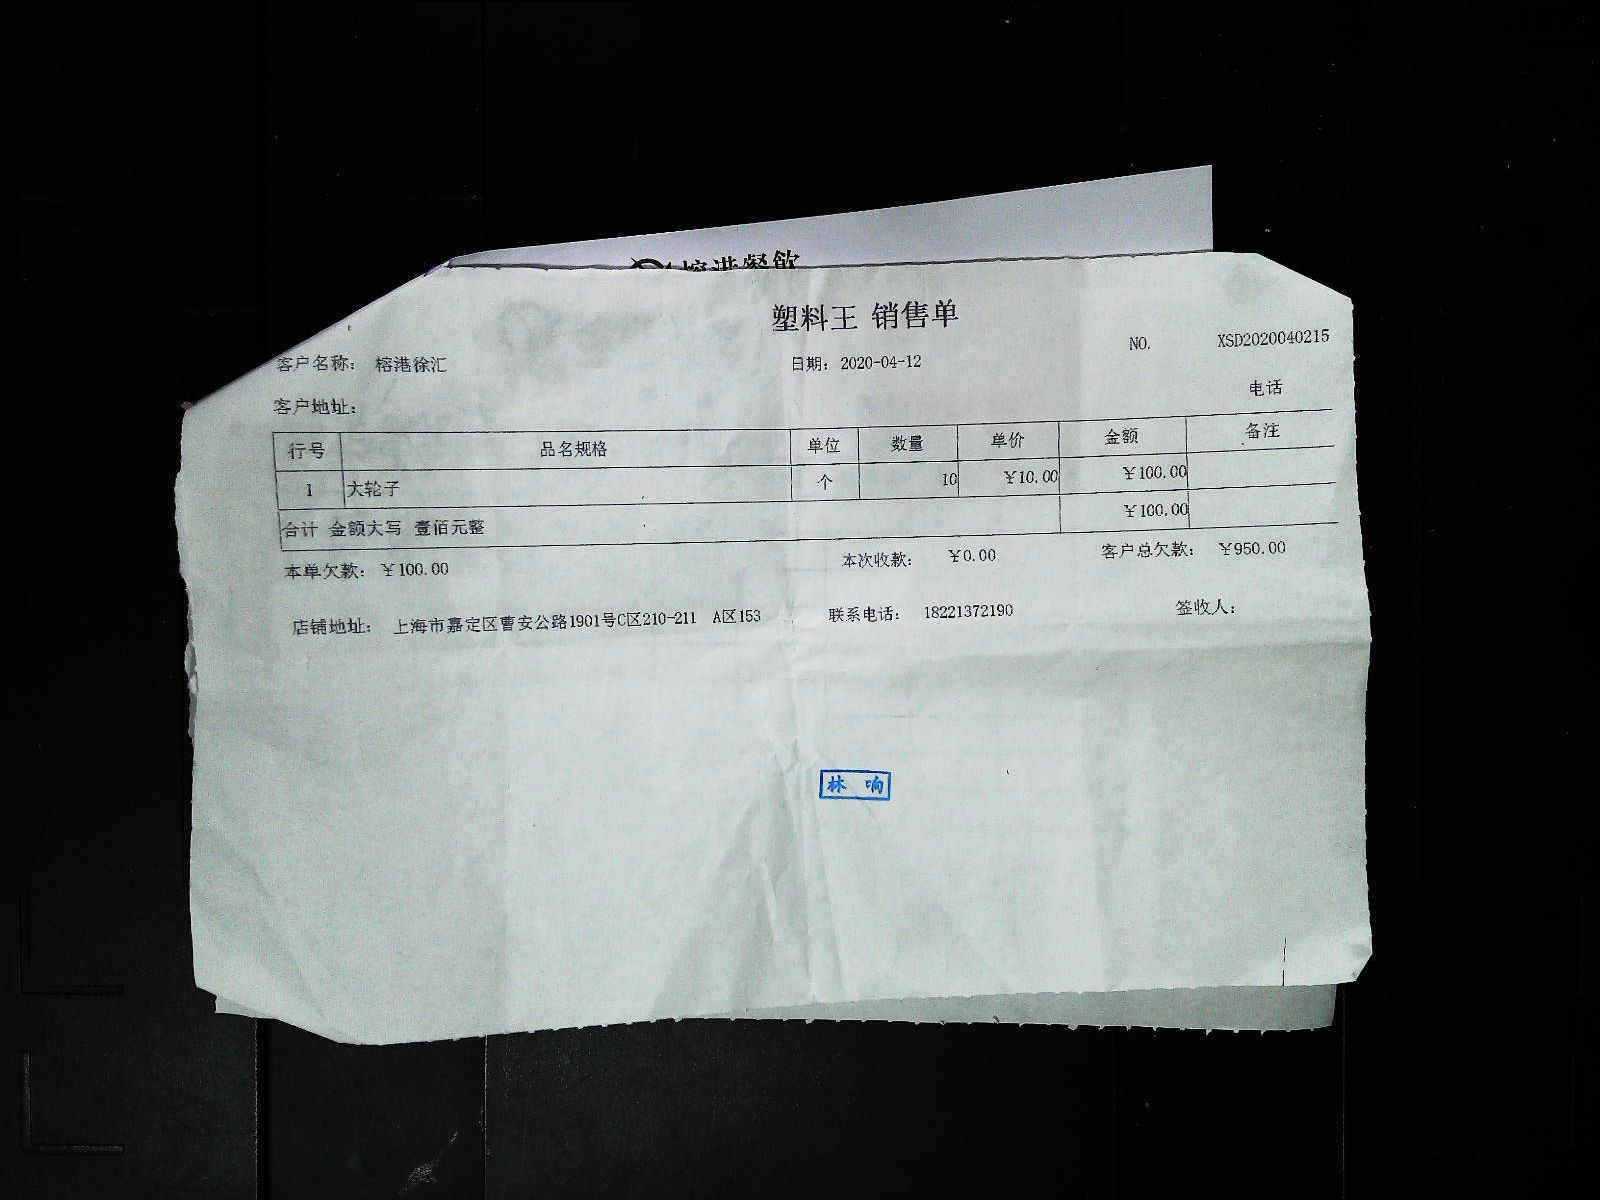 榕港餐飲
塑料王 销售单
NO. XSD2020040215
客户名称： 榕港徐汇 日期： 2020-04-12
客户地址： 电话
行号 品名规格 单位 数量 单价 金额 备注
1 大轮子 个 10 ￥10.00 ￥100.00
合计 金额大写 壹佰元整 ￥100.00
本单欠款： ￥100.00 本次收款： ￥0.00 客户总欠款： ￥950.00
店铺地址： 上海市嘉定区曹安公路1901号C区210-211 A区153 联系电话： 18221372190 签收人：
林 响